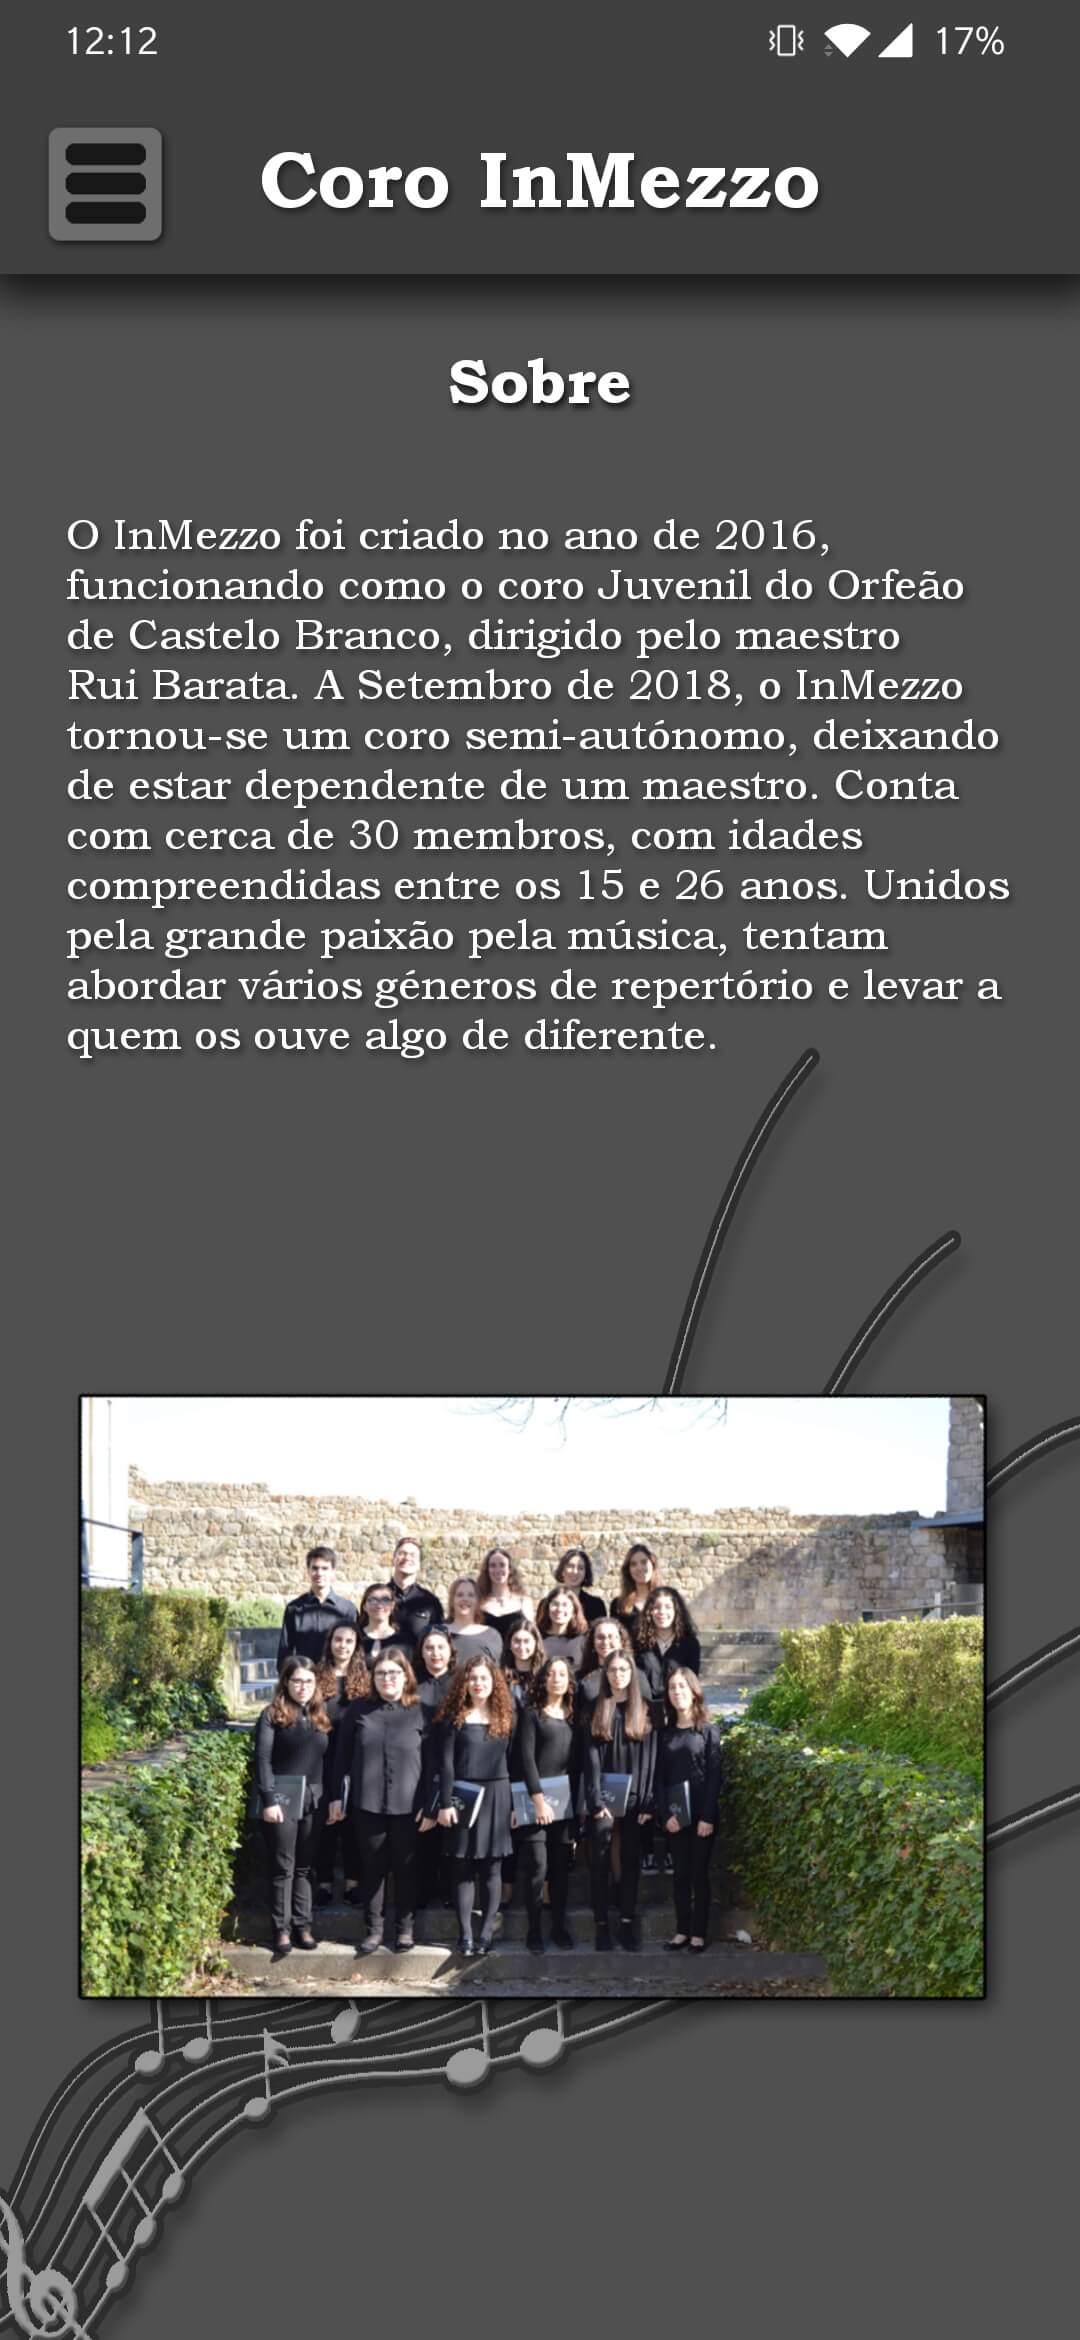 12:12
17%
Coro InMezzo
Sobre
O InMezzo foi criado no ano de 2016,
funcionando como o coro Juvenil do Orfeão
de Castelo Branco, dirigido pelo maestro
Rui Barata. A Setembro de 2018, o InMezzo
tornou-se um coro semi-autónomo, deixando
de estar dependente de um maestro. Conta
com cerca de 30 membros, com idades
compreendidas entre os 15 e 26 anos. Unidos
pela grande paixão pela música, tentam
abordar vários géneros de repertório e levar a
quem os ouve algo de diferente.